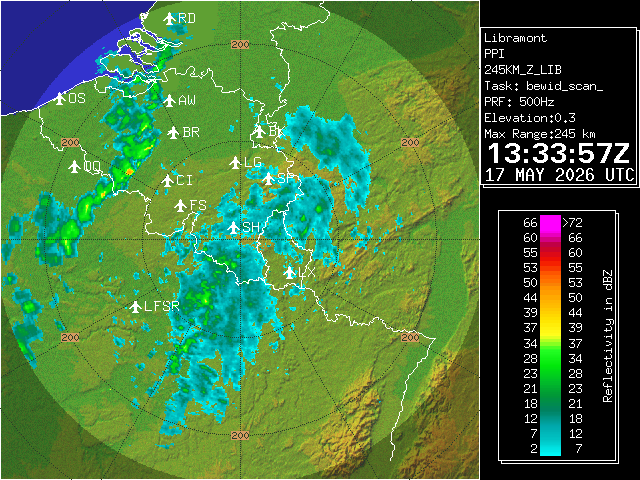 RD
200
OS
AW
BR
BK
200
200
OO
LG
CI
SP
FS
SH
LX
LFSR
200
200
200
Libramont
PPI
245KM_Z_LIB
Task: bewid_scan_
PRF: 500Hz
Elevation:0.3
Max Range:245 km
13:33:57Z
17 MAY 2026 UTC
66 >72
60 66
55 60
53 55
50 53
44 50
39 44
37 39
34 37
28 34
23 28
21 23
18 21
12 18
7 12
2 7
Reflectivity in dBZ